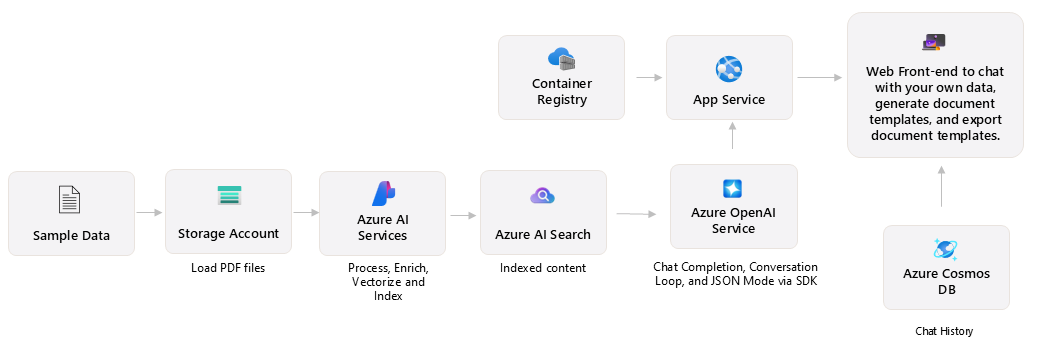 Container
Registry
App Service
Web Front-end to chat
with your own data,
generate document
templates, and export
document templates.
Sample Data
Storage Account
Load PDF files
Azure AI
Services
Process, Enrich,
Vectorize and
Index
Azure AI Search
Indexed content
Azure OpenAI
Service
Chat Completion, Conversation
Loop, and JSON Mode via SDK
Azure Cosmos
DB
Chat History